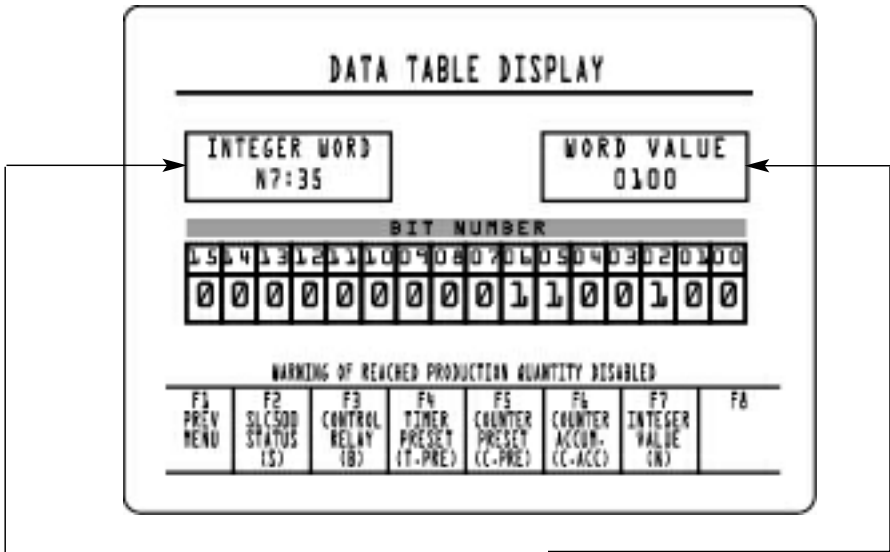 DATA TABLE DISPLAY
INTEGER WORD
N7:35
WORD VALUE
0100
BIT NUMBER
15 14 13 12 11 10 09 08 07 06 05 04 03 02 01 00
0 0 0 0 0 0 0 0 0 1 1 0 0 1 0 0
WARNING OF REACHED PRODUCTION QUANTITY DISABLED
F1 PREV MENU
F2 SLC500 STATUS (S)
F3 CONTROL RELAY (B)
F4 TIMER PRESET (T.PRE)
F5 COUNTER PRESET (C.PRE)
F6 COUNTER ACCUM. (C.ACC)
F7 INTEGER VALUE (N)
F8